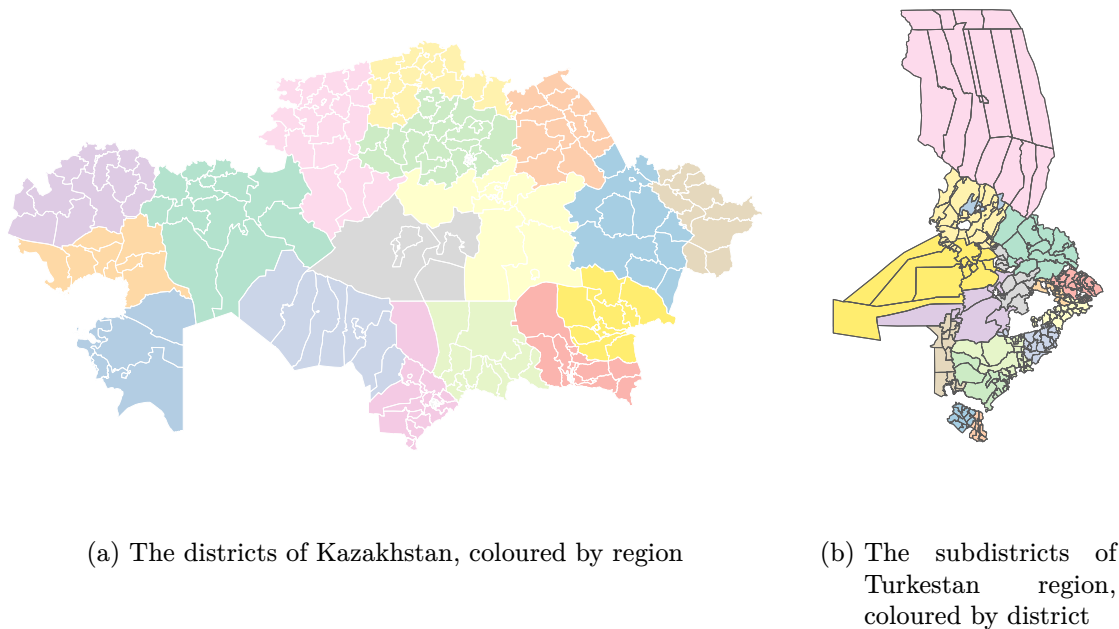 (a) The districts of Kazakhstan, coloured by region
(b) The subdistricts of
Turkestan region,
coloured by district